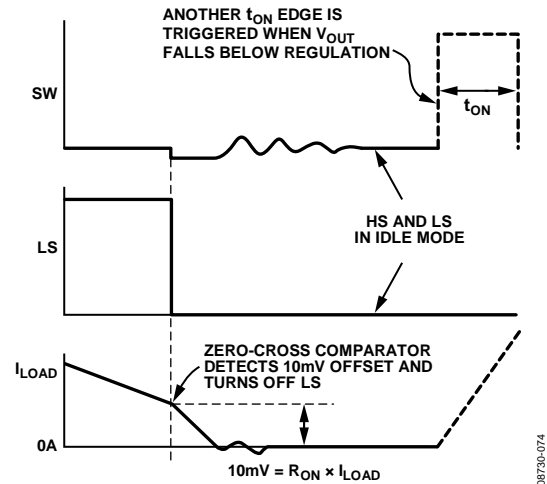 ANOTHER tON EDGE IS
TRIGGERED WHEN VOUT
FALLS BELOW REGULATION
SW
tON
HS AND LS
IN IDLE MODE
LS
ZERO-CROSS COMPARATOR
DETECTS 10mV OFFSET AND
TURNS OFF LS
ILOAD
0A
10mV = RON × ILOAD
08730-074